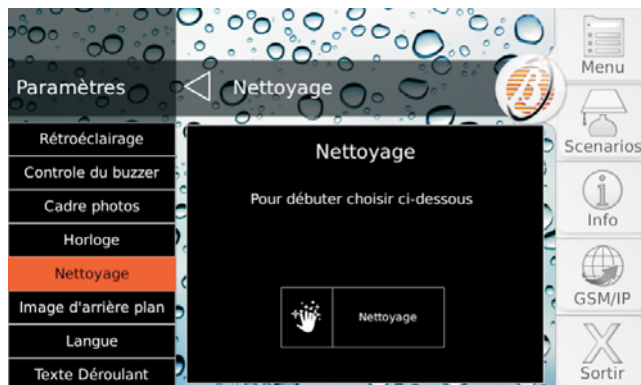 Paramètres
Nettoyage
Rétroéclairage
Controle du buzzer
Cadre photos
Horloge
Nettoyage
Image d'arrière plan
Langue
Texte Déroulant
Nettoyage
Pour débuter choisir ci-dessous
Nettoyage
Menu
Scenarios
i
Info
GSM/IP
Sortir